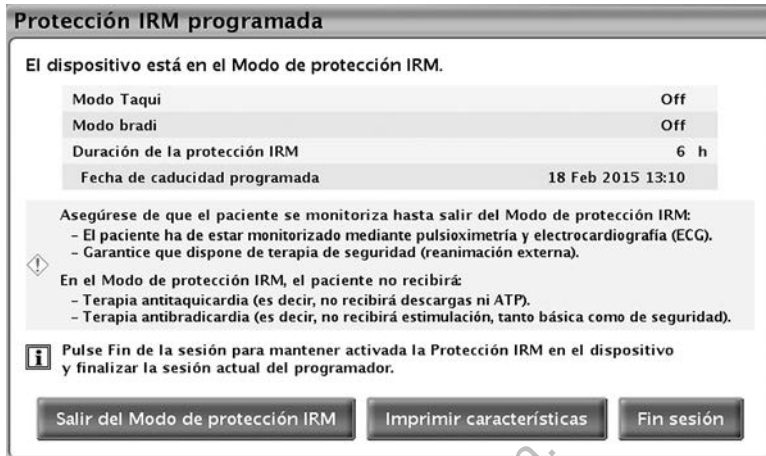 Protección IRM programada
El dispositivo está en el Modo de protección IRM.
Modo Taqui Off
Modo bradi Off
Duración de la protección IRM 6 h
Fecha de caducidad programada 18 Feb 2015 13:10
Asegúrese de que el paciente se monitoriza hasta salir del Modo de protección IRM:
– El paciente ha de estar monitorizado mediante pulsioximetría y electrocardiografía (ECG).
– Garantice que dispone de terapia de seguridad (reanimación externa).
En el Modo de protección IRM, el paciente no recibirá:
– Terapia antitaquicardia (es decir, no recibirá descargas ni ATP).
– Terapia antibradicardia (es decir, no recibirá estimulación, tanto básica como de seguridad).
Pulse Fin de la sesión para mantener activada la Protección IRM en el dispositivo
y finalizar la sesión actual del programador.
Salir del Modo de protección IRM Imprimir características Fin sesión